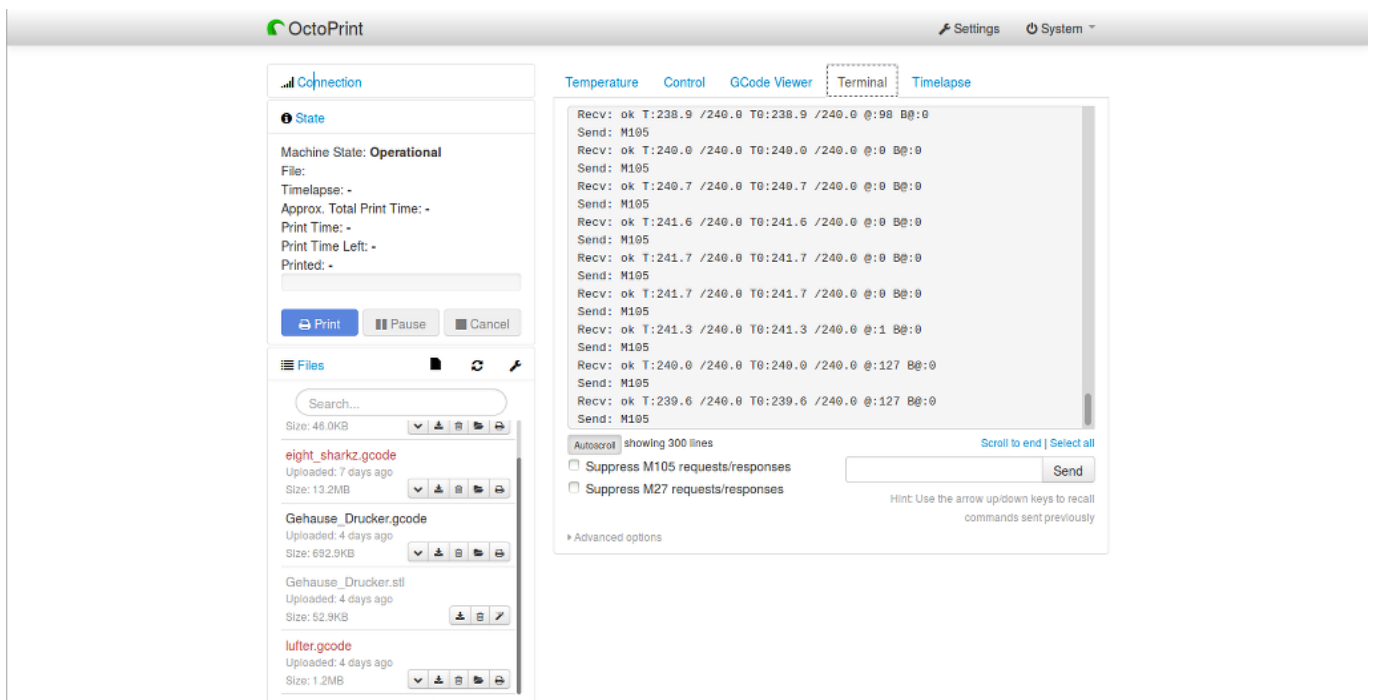 OctoPrint
Settings
System
Connection
State
Machine State: Operational
File:
Timelapse: -
Approx. Total Print Time: -
Print Time: -
Print Time Left: -
Printed: -
Print
Pause
Cancel
Files
Search...
Size: 46.0KB
eight_sharkz.gcode
Uploaded: 7 days ago
Size: 13.2MB
Gehause_Drucker.gcode
Uploaded: 4 days ago
Size: 692.9KB
Gehause_Drucker.stl
Uploaded: 4 days ago
Size: 52.9KB
lufter.gcode
Uploaded: 4 days ago
Size: 1.2MB
Temperature
Control
GCode Viewer
Terminal
Timelapse
Recv: ok T:238.9 /240.0 T0:238.9 /240.0 @:98 B@:0
Send: M105
Recv: ok T:240.0 /240.0 T0:240.0 /240.0 @:0 B@:0
Send: M105
Recv: ok T:240.7 /240.0 T0:240.7 /240.0 @:0 B@:0
Send: M105
Recv: ok T:241.6 /240.0 T0:241.6 /240.0 @:0 B@:0
Send: M105
Recv: ok T:241.7 /240.0 T0:241.7 /240.0 @:0 B@:0
Send: M105
Recv: ok T:241.7 /240.0 T0:241.7 /240.0 @:0 B@:0
Send: M105
Recv: ok T:241.3 /240.0 T0:241.3 /240.0 @:1 B@:0
Send: M105
Recv: ok T:240.0 /240.0 T0:240.0 /240.0 @:127 B@:0
Send: M105
Recv: ok T:239.6 /240.0 T0:239.6 /240.0 @:127 B@:0
Send: M105
Autoscroll showing 300 lines
Scroll to end | Select all
Suppress M105 requests/responses
Send
Suppress M27 requests/responses
Hint: Use the arrow up/down keys to recall
commands sent previously
Advanced options